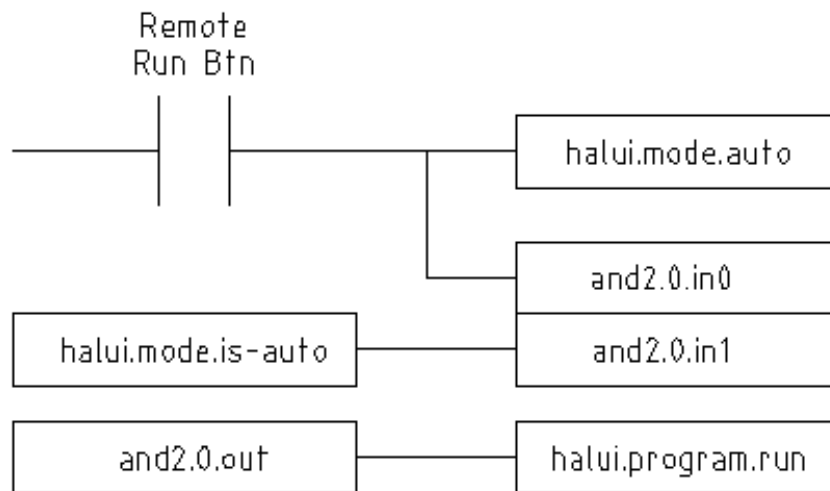 Remote
Run Btn
halui.mode.auto
and2.0.in0
halui.mode.is-auto
and2.0.in1
and2.0.out
halui.program.run